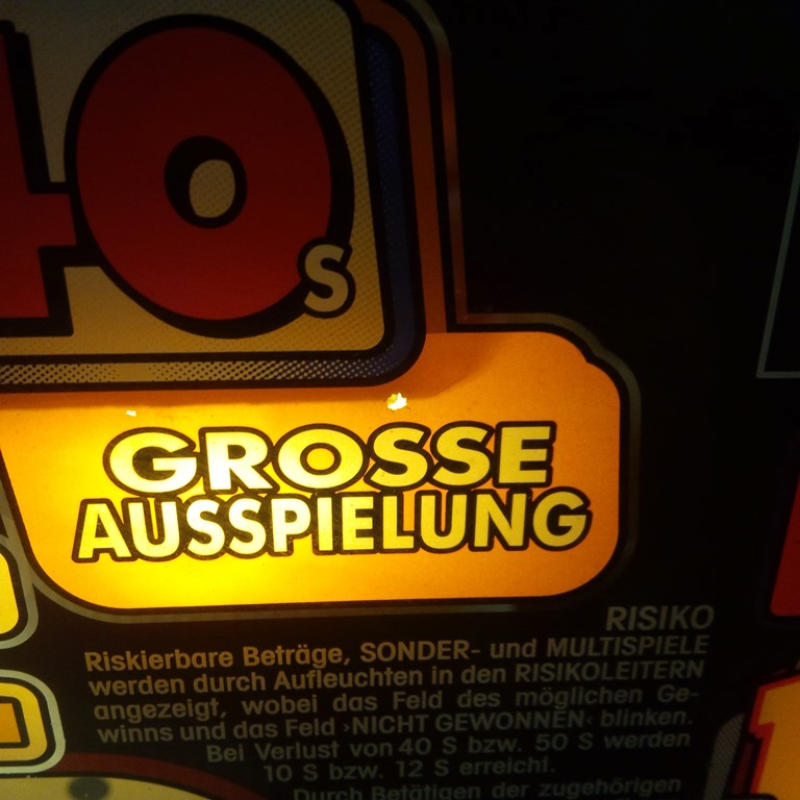 40 S
GROSSE
AUSSPIELUNG
RISIKO
Riskierbare Beträge, SONDER- und MULTISPIELE
werden durch Aufleuchten in den RISIKOLEITERN
angezeigt, wobei das Feld des möglichen Ge-
winns und das Feld ›NICHT GEWONNEN‹ blinken.
Bei Verlust von 40 S bzw. 50 S werden
10 S bzw. 12 S erreicht.
Durch Betätigen der zugehörigen